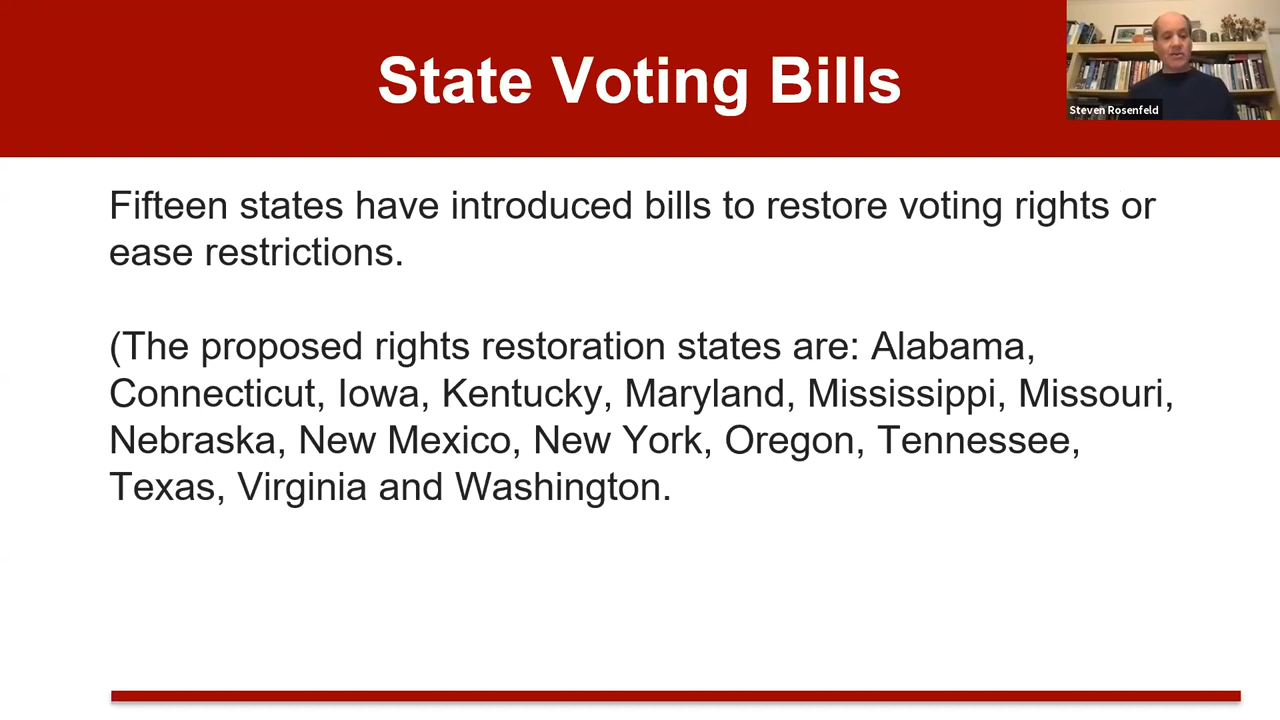 State Voting Bills
Steven Rosenfeld
Fifteen states have introduced bills to restore voting rights or
ease restrictions.
(The proposed rights restoration states are: Alabama,
Connecticut, Iowa, Kentucky, Maryland, Mississippi, Missouri,
Nebraska, New Mexico, New York, Oregon, Tennessee,
Texas, Virginia and Washington.